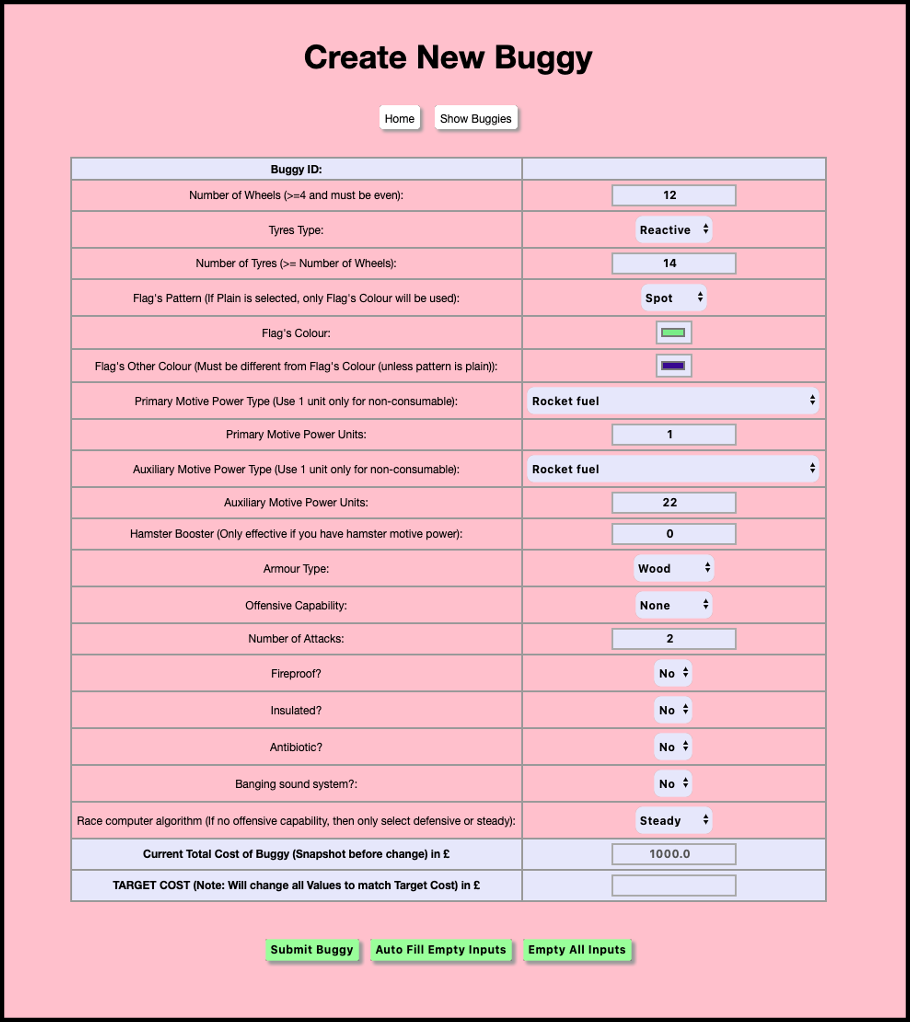 Create New Buggy
Home Show Buggies
Buggy ID:
Number of Wheels (>=4 and must be even): 12
Tyres Type: Reactive
Number of Tyres (>= Number of Wheels): 14
Flag's Pattern (If Plain is selected, only Flag's Colour will be used): Spot
Flag's Colour:
Flag's Other Colour (Must be different from Flag's Colour (unless pattern is plain)):
Primary Motive Power Type (Use 1 unit only for non-consumable): Rocket fuel
Primary Motive Power Units: 1
Auxiliary Motive Power Type (Use 1 unit only for non-consumable): Rocket fuel
Auxiliary Motive Power Units: 22
Hamster Booster (Only effective if you have hamster motive power): 0
Armour Type: Wood
Offensive Capability: None
Number of Attacks: 2
Fireproof? No
Insulated? No
Antibiotic? No
Banging sound system?: No
Race computer algorithm (If no offensive capability, then only select defensive or steady): Steady
Current Total Cost of Buggy (Snapshot before change) in £ 1000.0
TARGET COST (Note: Will change all Values to match Target Cost) in £
Submit Buggy Auto Fill Empty Inputs Empty All Inputs